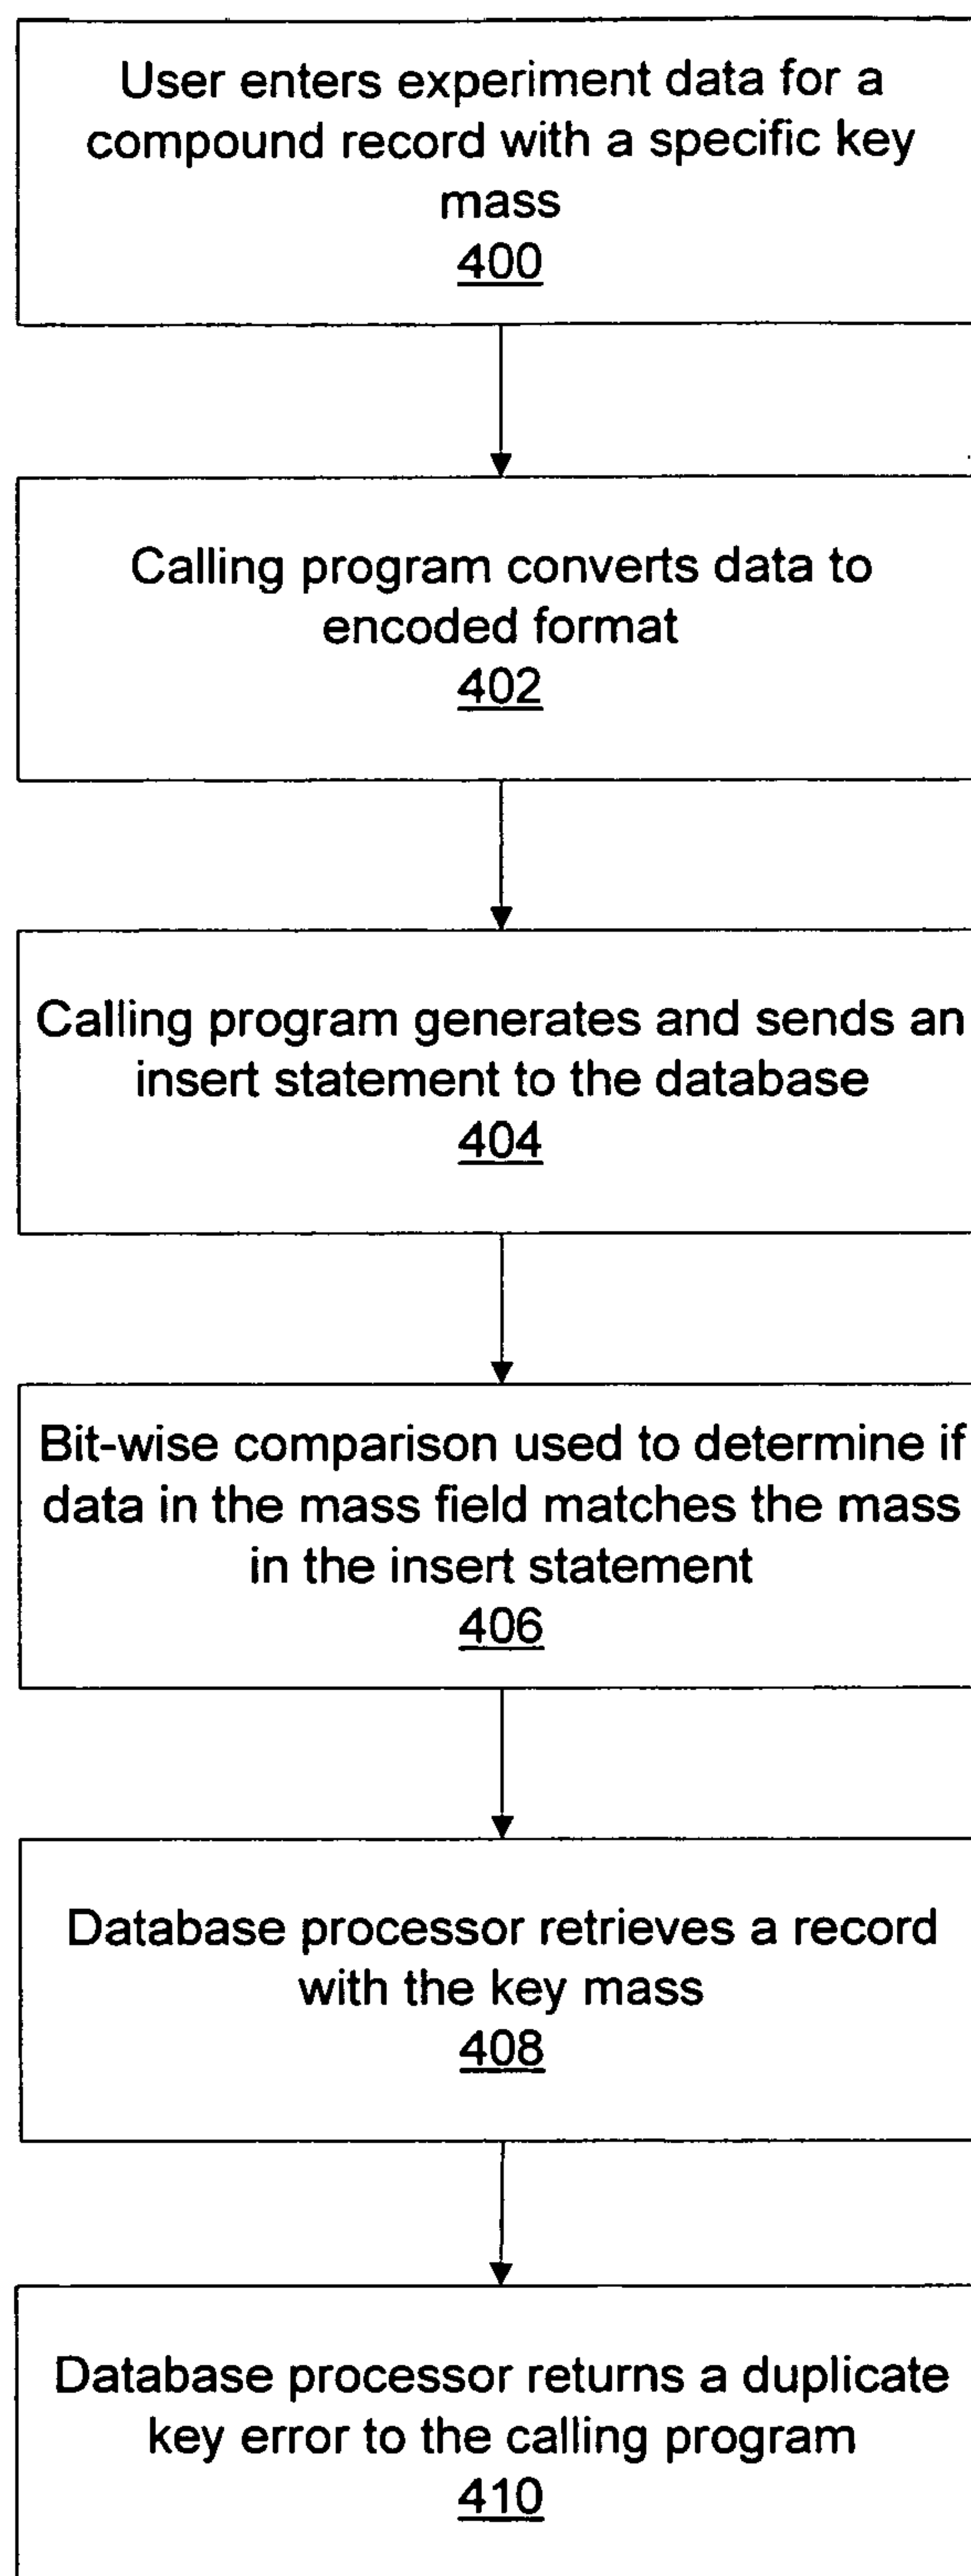 User enters experiment data for a
compound record with a specific key
mass
400
Calling program converts data to
encoded format
402
Calling program generates and sends an
insert statement to the database
404
Bit-wise comparison used to determine if
data in the mass field matches the mass
in the insert statement
406
Database processor retrieves a record
with the key mass
408
Database processor returns a duplicate
key error to the calling program
410